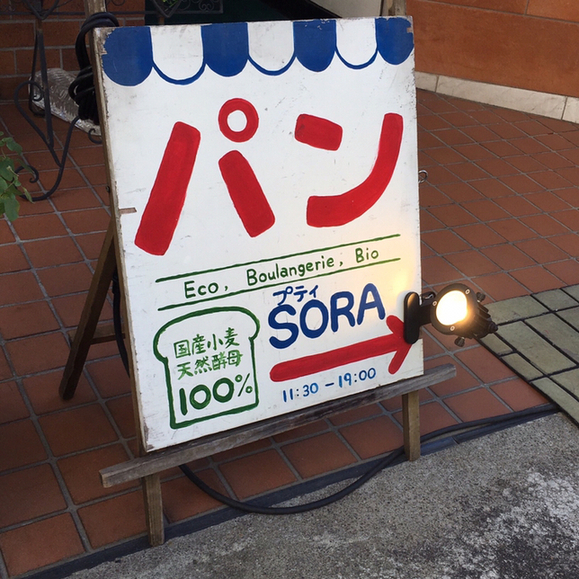 パン
Eco, Boulangerie, Bio
プティ
SORA
国産小麦
天然酵母
100%
11:30－19:00